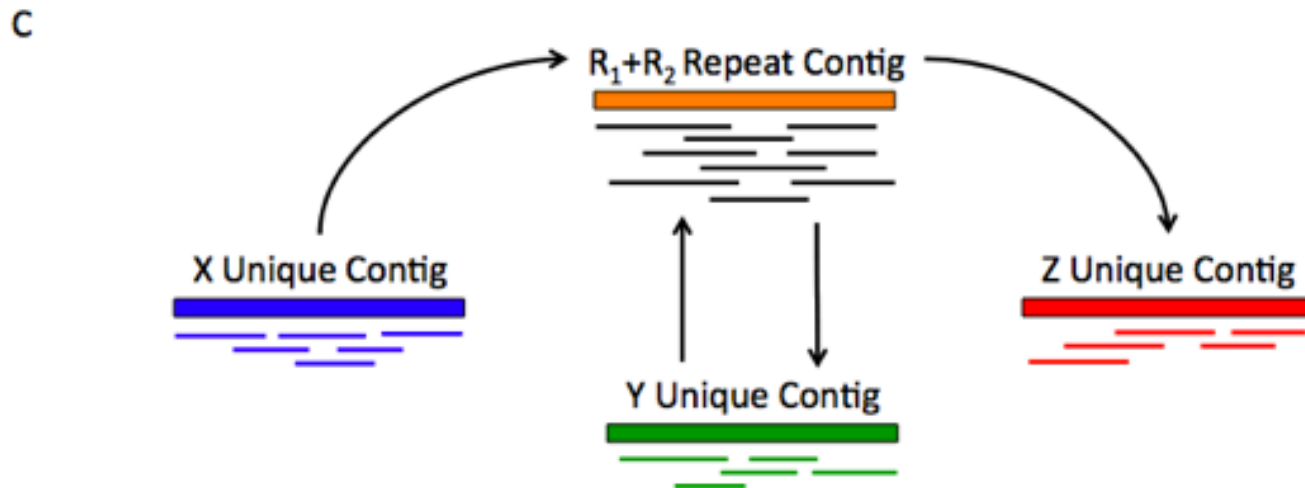 C
R₁+R₂ Repeat Contig
X Unique Contig
Z Unique Contig
Y Unique Contig